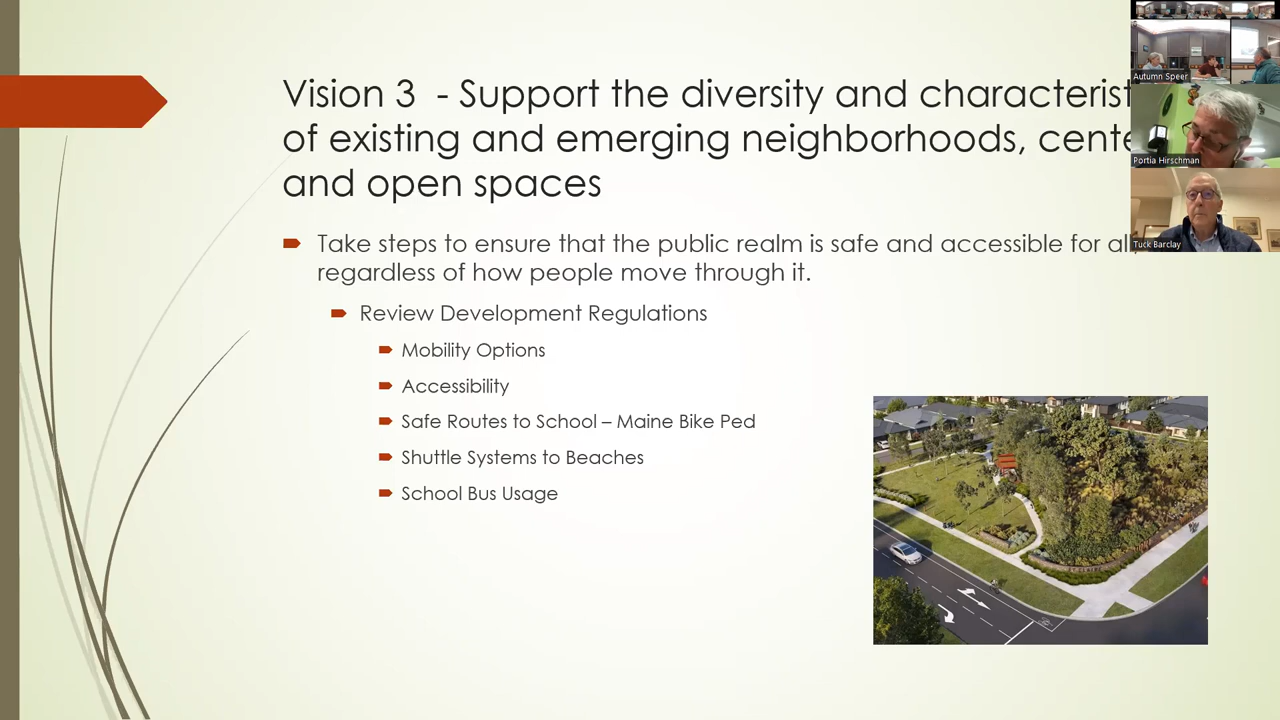 Vision 3 - Support the diversity and characterist
of existing and emerging neighborhoods, cente
and open spaces
Take steps to ensure that the public realm is safe and accessible for all,
regardless of how people move through it.
Review Development Regulations
Mobility Options
Accessibility
Safe Routes to School – Maine Bike Ped
Shuttle Systems to Beaches
School Bus Usage
Autumn Speer
Portia Hirschman
Tuck Barclay